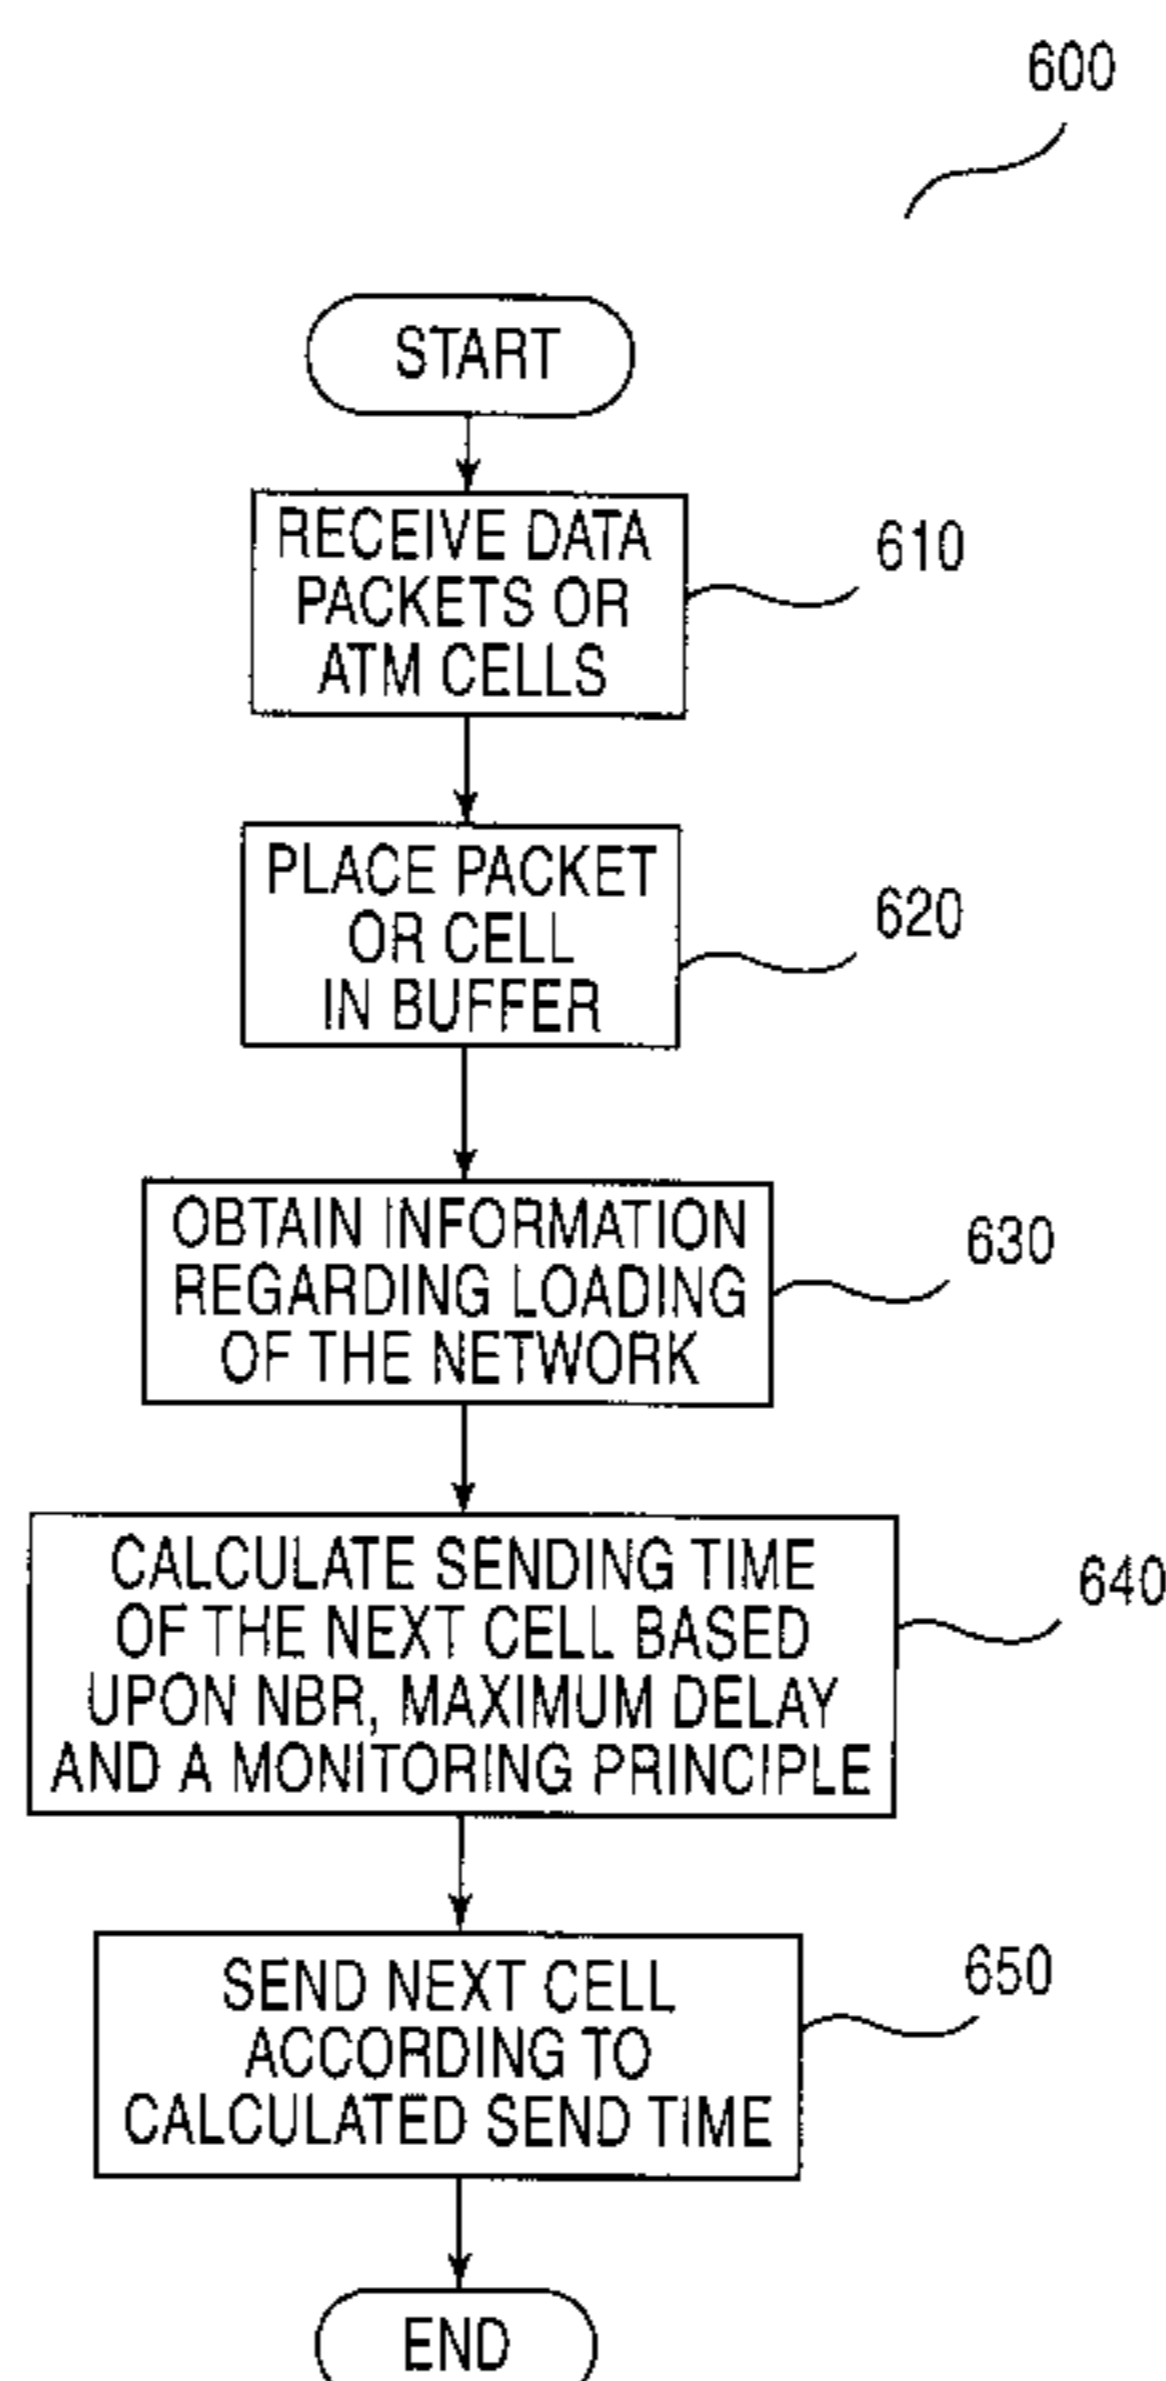 600
START
RECEIVE DATA
PACKETS OR
ATM CELLS
610
PLACE PACKET
OR CELL
IN BUFFER
620
OBTAIN INFORMATION
REGARDING LOADING
OF THE NETWORK
630
CALCULATE SENDING TIME
OF THE NEXT CELL BASED
UPON NBR, MAXIMUM DELAY
AND A MONITORING PRINCIPLE
640
SEND NEXT CELL
ACCORDING TO
CALCULATED SEND TIME
650
END